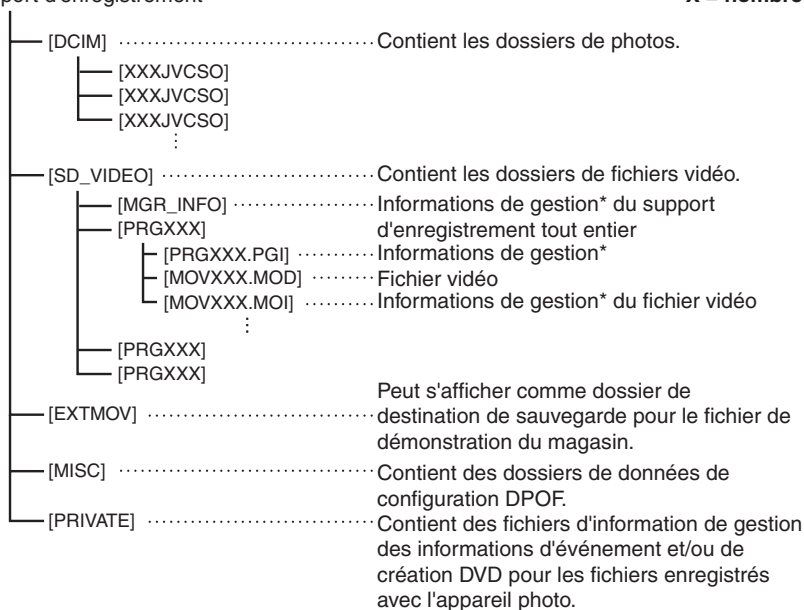 port d'enregistrement
X = nombre
[DCIM] Contient les dossiers de photos.
[XXXJVCSO]
[XXXJVCSO]
[XXXJVCSO]
[SD_VIDEO] Contient les dossiers de fichiers vidéo.
[MGR_INFO] Informations de gestion* du support
d'enregistrement tout entier
[PRGXXX]
[PRGXXX.PGI] Informations de gestion*
[MOVXXX.MOD] Fichier vidéo
[MOVXXX.MOI] Informations de gestion* du fichier vidéo
[PRGXXX]
[PRGXXX]
[EXTMOV] Peut s'afficher comme dossier de
destination de sauvegarde pour le fichier de
démonstration du magasin.
[MISC] Contient des dossiers de données de
configuration DPOF.
[PRIVATE] Contient des fichiers d'information de gestion
des informations d'événement et/ou de
création DVD pour les fichiers enregistrés
avec l'appareil photo.